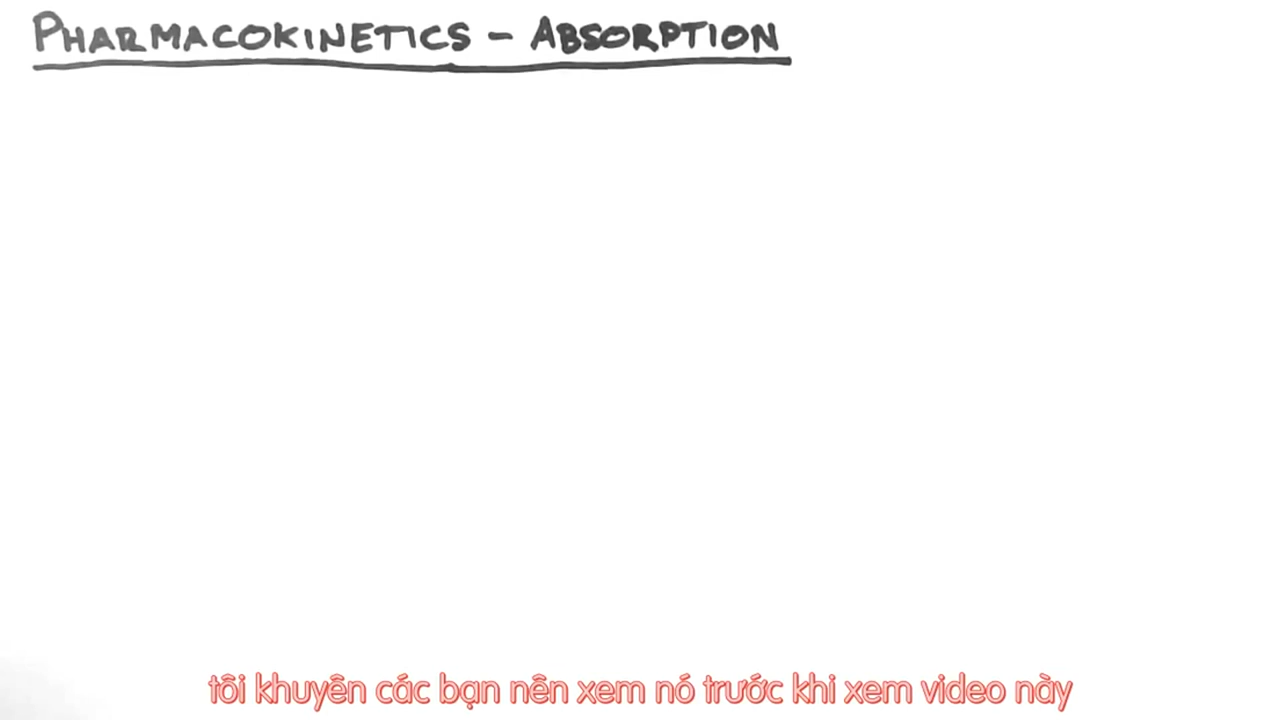 PHARMACOKINETICS - ABSORPTION
tôi khuyên các bạn nên xem nó trước khi xem video này